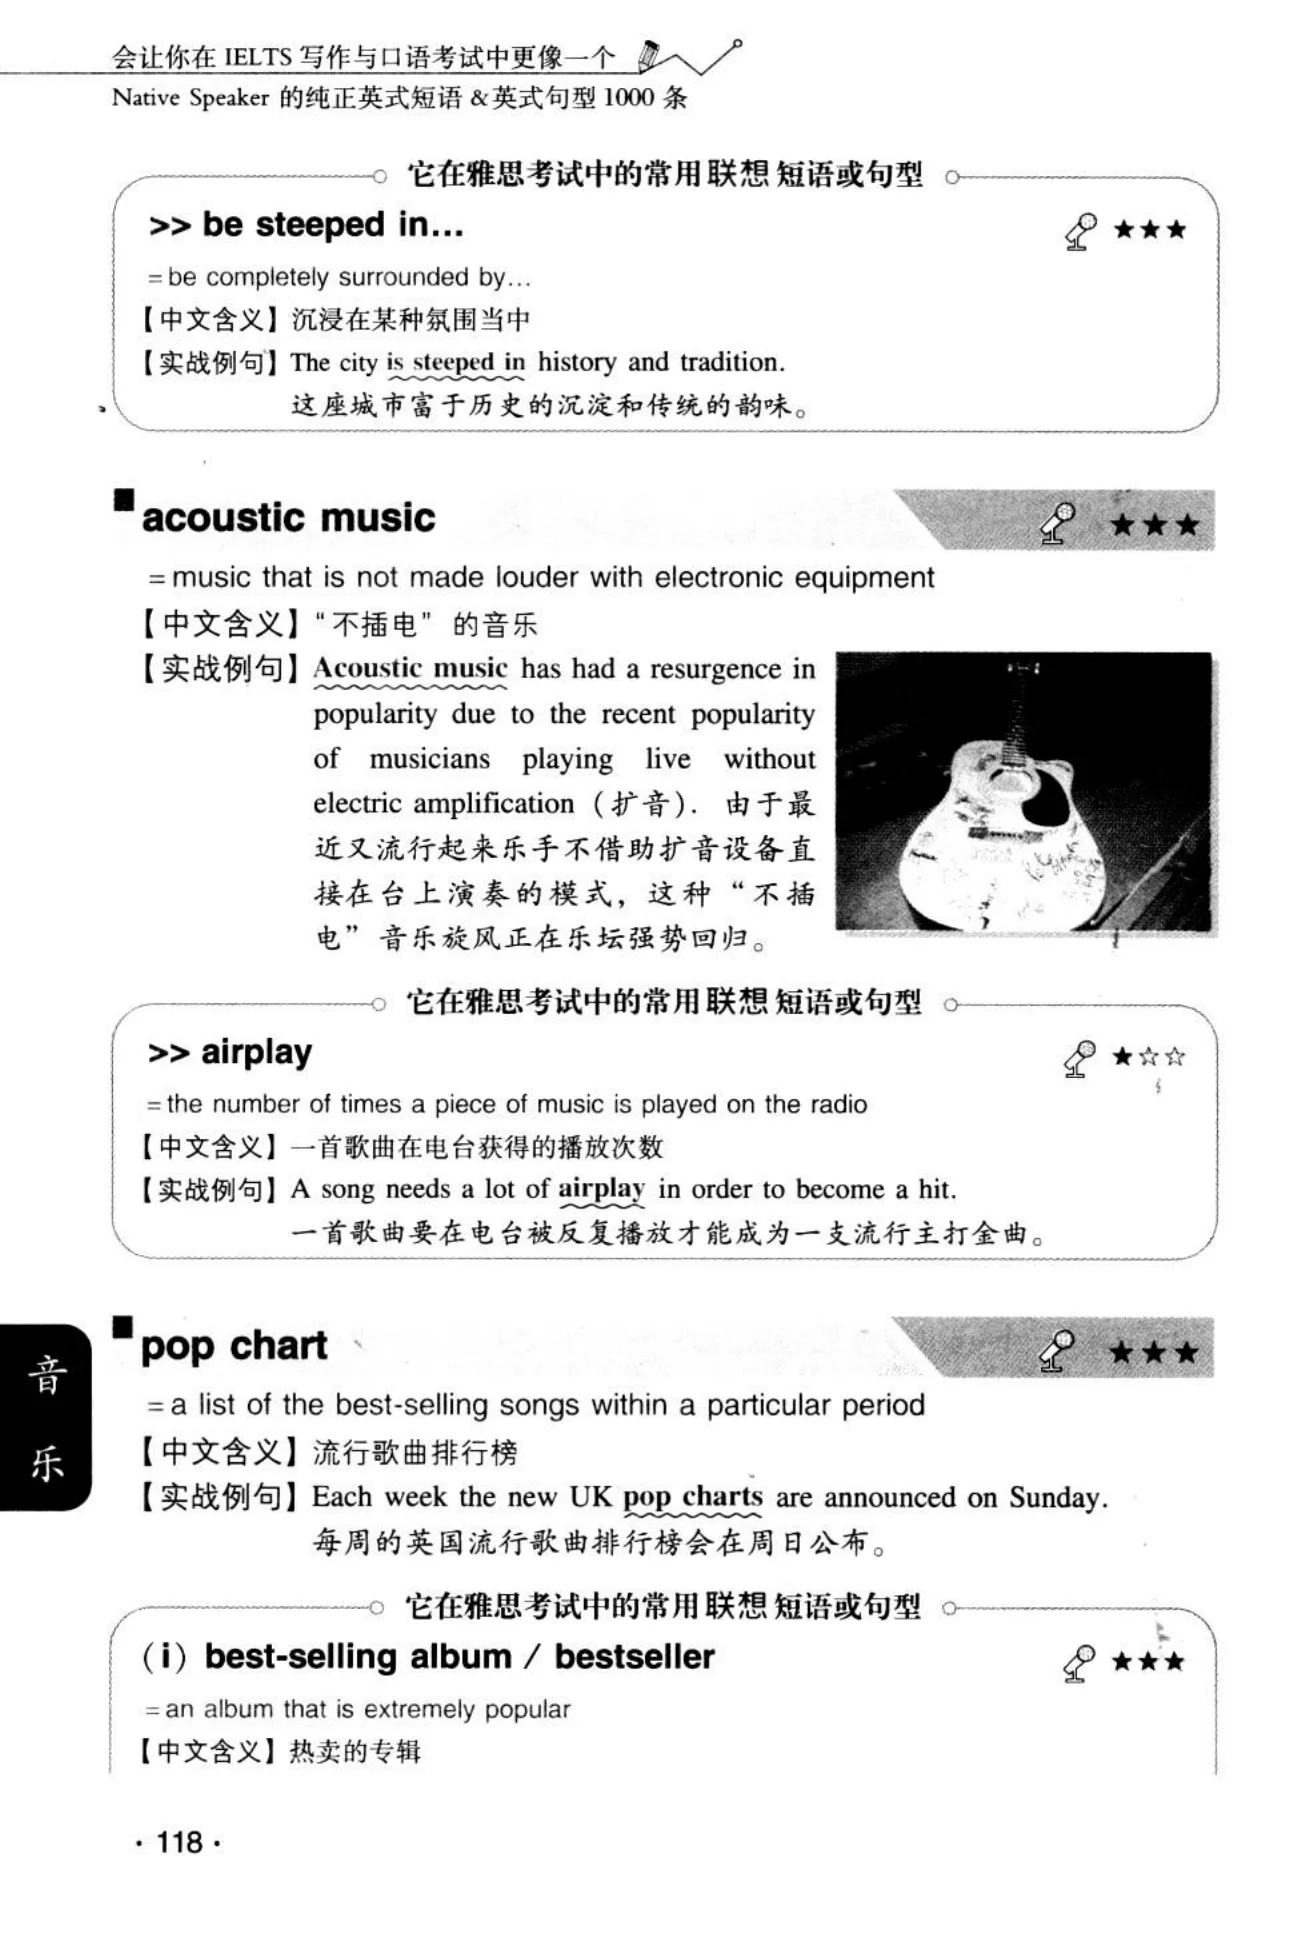 会让你在 IELTS 写作与口语考试中更像一个
Native Speaker 的纯正英式短语 & 英式句型 1000 条
它在雅思考试中的常用联想短语或句型
>> be steeped in... ★★★
= be completely surrounded by...
【中文含义】沉浸在某种氛围当中
【实战例句】The city is steeped in history and tradition.
这座城市富于历史的沉淀和传统的韵味。
acoustic music ★★★
= music that is not made louder with electronic equipment
【中文含义】“不插电” 的音乐
【实战例句】Acoustic music has had a resurgence in
popularity due to the recent popularity
of musicians playing live without
electric amplification (扩音). 由于最
近又流行起来乐手不借助扩音设备直
接在台上演奏的模式，这种 “不插
电” 音乐旋风正在乐坛强势回归。
它在雅思考试中的常用联想短语或句型
>> airplay ★☆☆
= the number of times a piece of music is played on the radio
【中文含义】一首歌曲在电台获得的播放次数
【实战例句】A song needs a lot of airplay in order to become a hit.
一首歌曲要在电台被反复播放才能成为一支流行主打金曲。
音乐
pop chart ★★★
= a list of the best-selling songs within a particular period
【中文含义】流行歌曲排行榜
【实战例句】Each week the new UK pop charts are announced on Sunday.
每周的英国流行歌曲排行榜会在周日公布。
它在雅思考试中的常用联想短语或句型
(i) best-selling album / bestseller ★★★
= an album that is extremely popular
【中文含义】热卖的专辑
· 118 ·